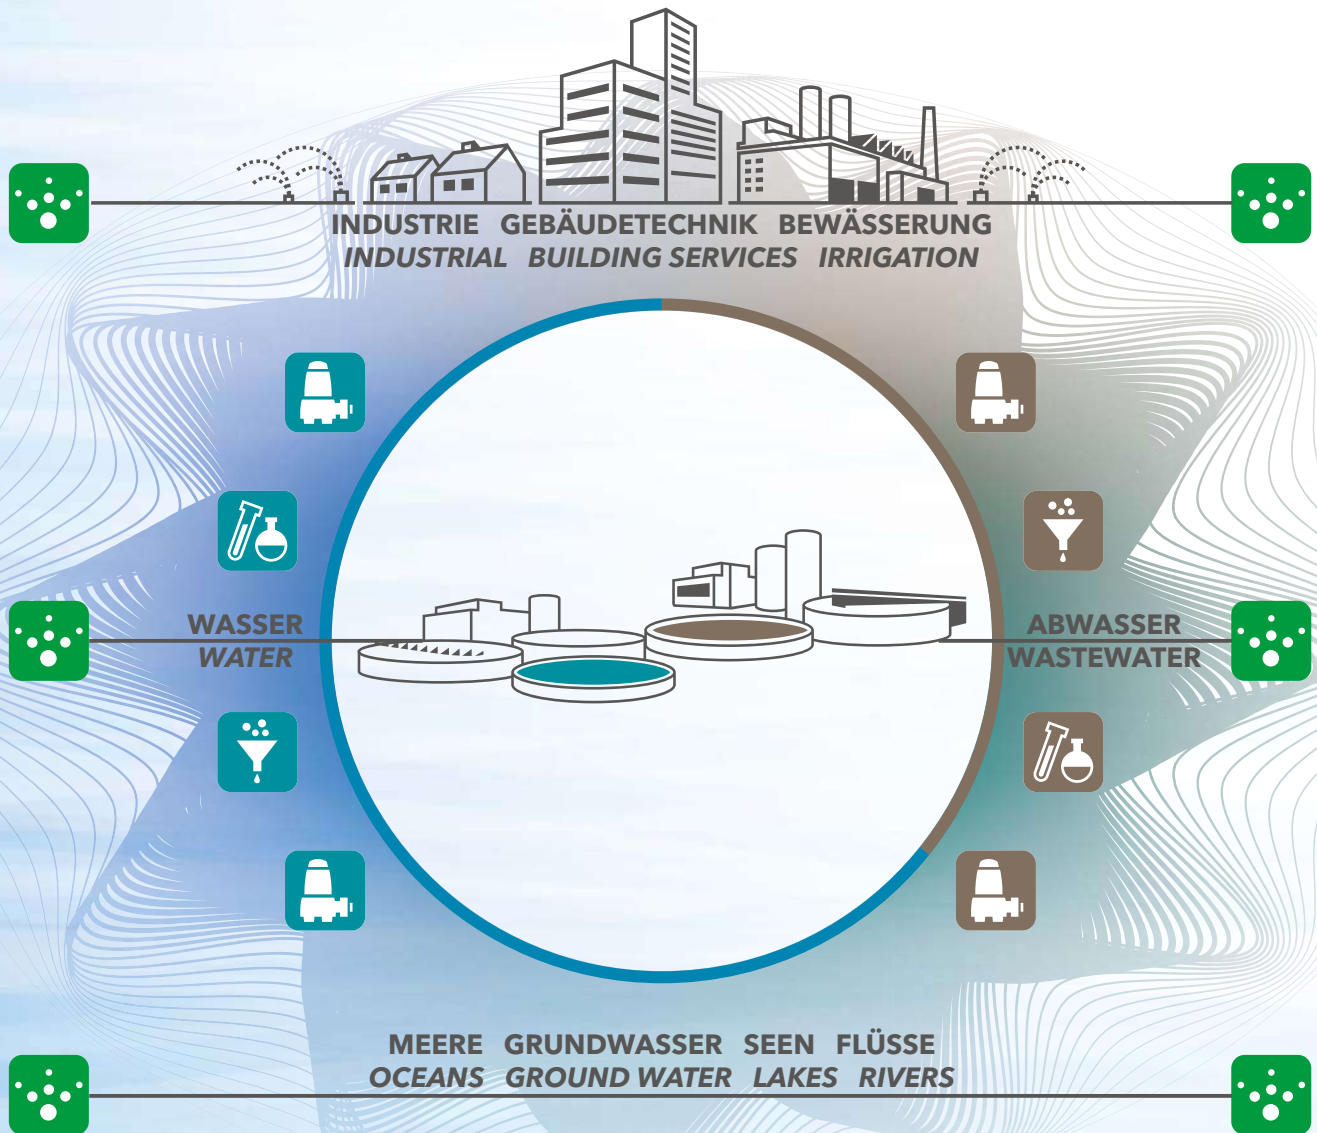 INDUSTRIE GEBÄUDETECHNIK BEWÄSSERUNG
INDUSTRIAL BUILDING SERVICES IRRIGATION
WASSER
WATER
ABWASSER
WASTEWATER
MEERE GRUNDWASSER SEEN FLÜSSE
OCEANS GROUND WATER LAKES RIVERS